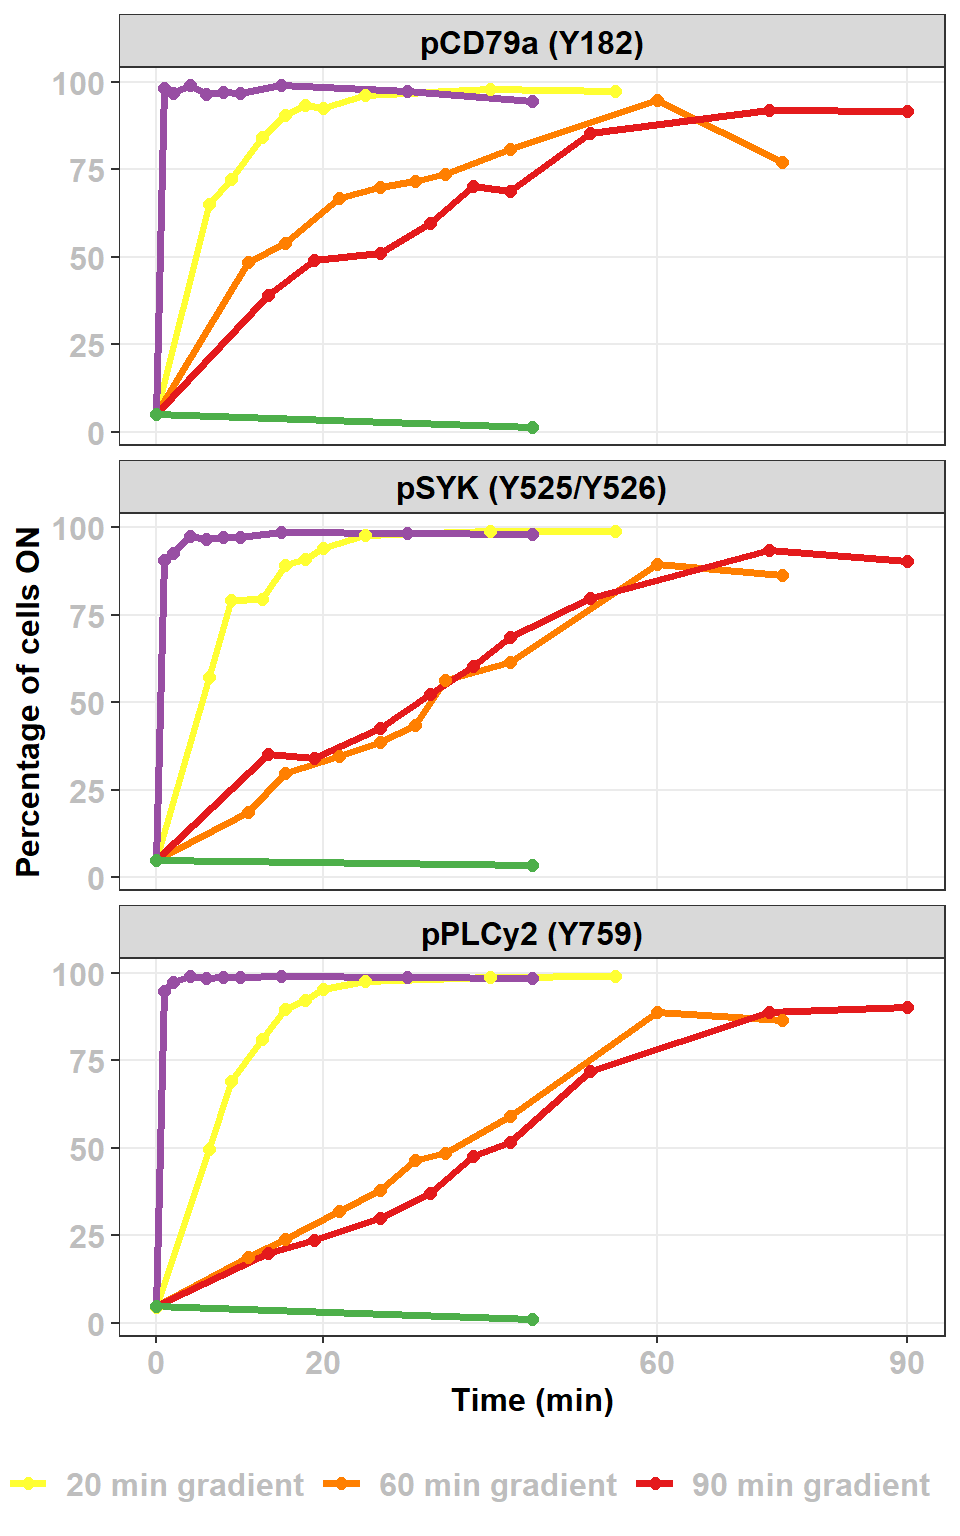 pCD79a (Y182)
100
75
50
25
0
pSYK (Y525/Y526)
100
75
50
25
0
Percentage of cells ON
pPLCy2 (Y759)
100
75
50
25
0
0 20 60 90
Time (min)
20 min gradient 60 min gradient 90 min gradient